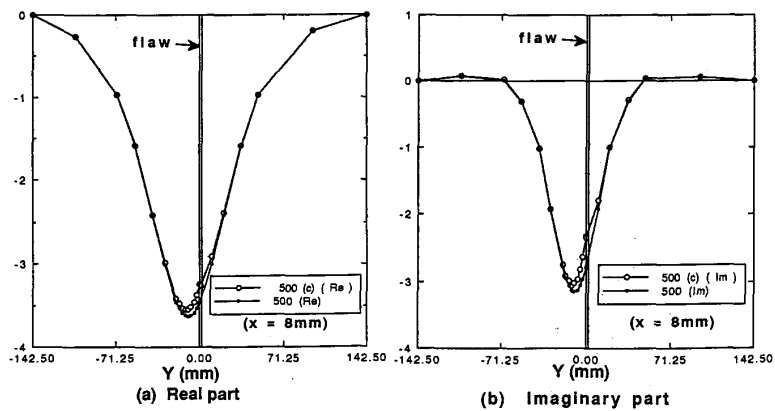 0
-1
-2
-3
-4
flaw
500 (c) ( Re )
500 (Re)
(x = 8mm)
-142.50 -71.25 0.00 71.25 142.50
Y (mm)
(a) Real part
1
0
-1
-2
-3
-4
flaw
500 (c) ( Im )
500 (Im)
(x = 8mm)
-142.50 -71.25 0.00 71.25 142.50
Y (mm)
(b) Imaginary part